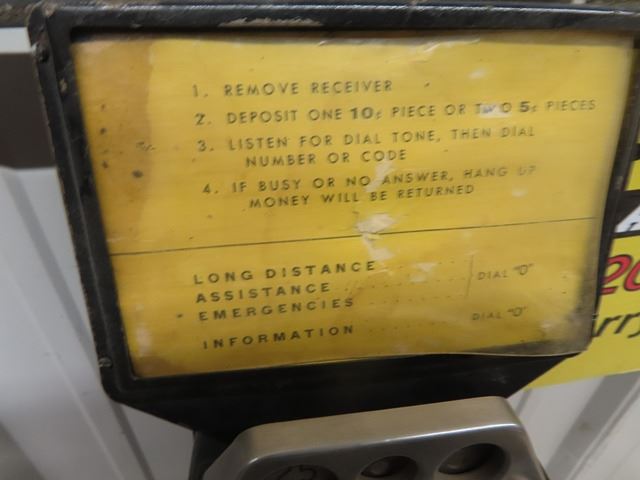 1. REMOVE RECEIVER
2. DEPOSIT ONE 10¢ PIECE OR TWO 5¢ PIECES
3. LISTEN FOR DIAL TONE, THEN DIAL
NUMBER OR CODE
4. IF BUSY OR NO ANSWER, HANG UP
MONEY WILL BE RETURNED
LONG DISTANCE
ASSISTANCE
EMERGENCIES
DIAL "O"
INFORMATION
DIAL "O"
20
arry